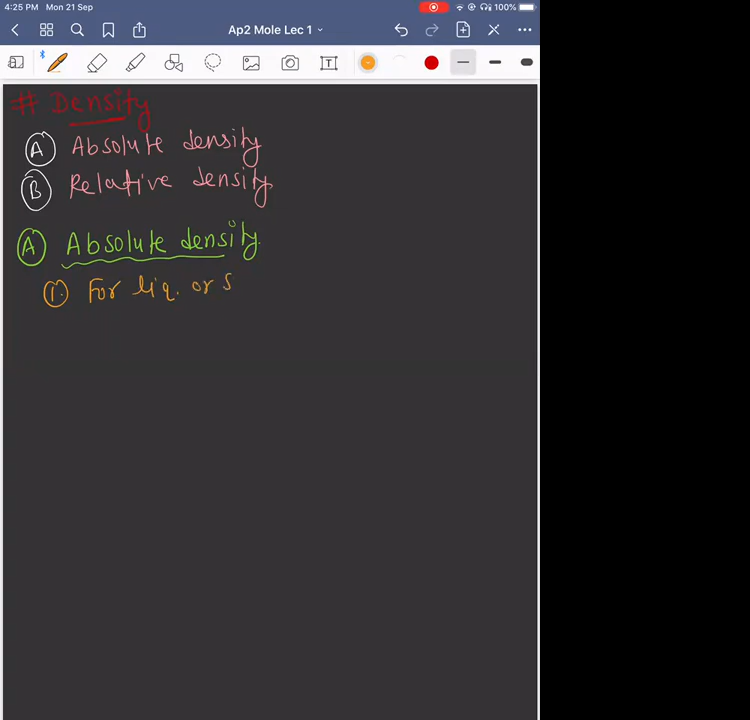 4:25 PM Mon 21 Sep
100%
Ap2 Mole Lec 1
T
# Density
A Absolute density
B Relative density
A Absolute density
1. For liq. or S